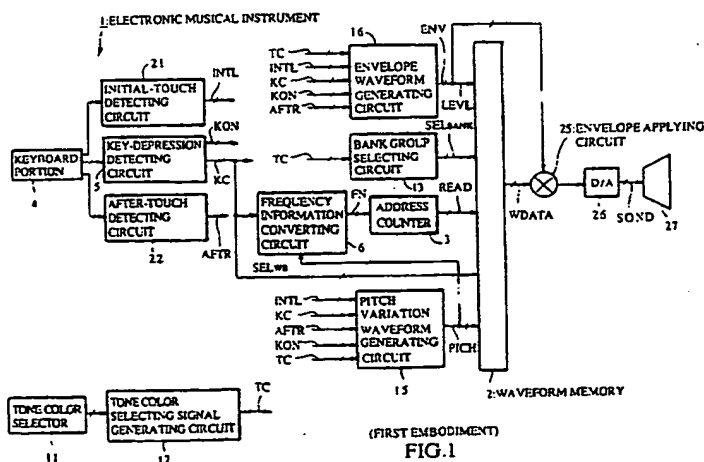 1:ELECTRONIC MUSICAL INSTRUMENT
21
INITIAL-TOUCH
DETECTING
CIRCUIT
INTL
KON
KEY-DEPRESSION
DETECTING
CIRCUIT
5
KC
KEYBOARD
PORTION
4
AFTER-TOUCH
DETECTING
CIRCUIT
22
AFTR
16
TC
INTL
KC
KON
AFTR
ENVELOPE
WAVEFORM
GENERATING
CIRCUIT
ENV
LEVL
SELBANK
TC
BANK GROUP
SELECTING
CIRCUIT
13
FREQUENCY
INFORMATION
CONVERTING
CIRCUIT
6
FN
ADDRESS
COUNTER
3
READ
SELWB
INTL
KC
AFTR
KON
TC
PITCH
VARIATION
WAVEFORM
GENERATING
CIRCUIT
15
PICH
2:WAVEFORM MEMORY
25:ENVELOPE APPLYING
CIRCUIT
WDATA
D/A
26
SOND
27
TONE COLOR
SELECTOR
11
TONE COLOR
SELECTING SIGNAL
GENERATING CIRCUIT
12
TC
(FIRST EMBODIMENT)
FIG.1